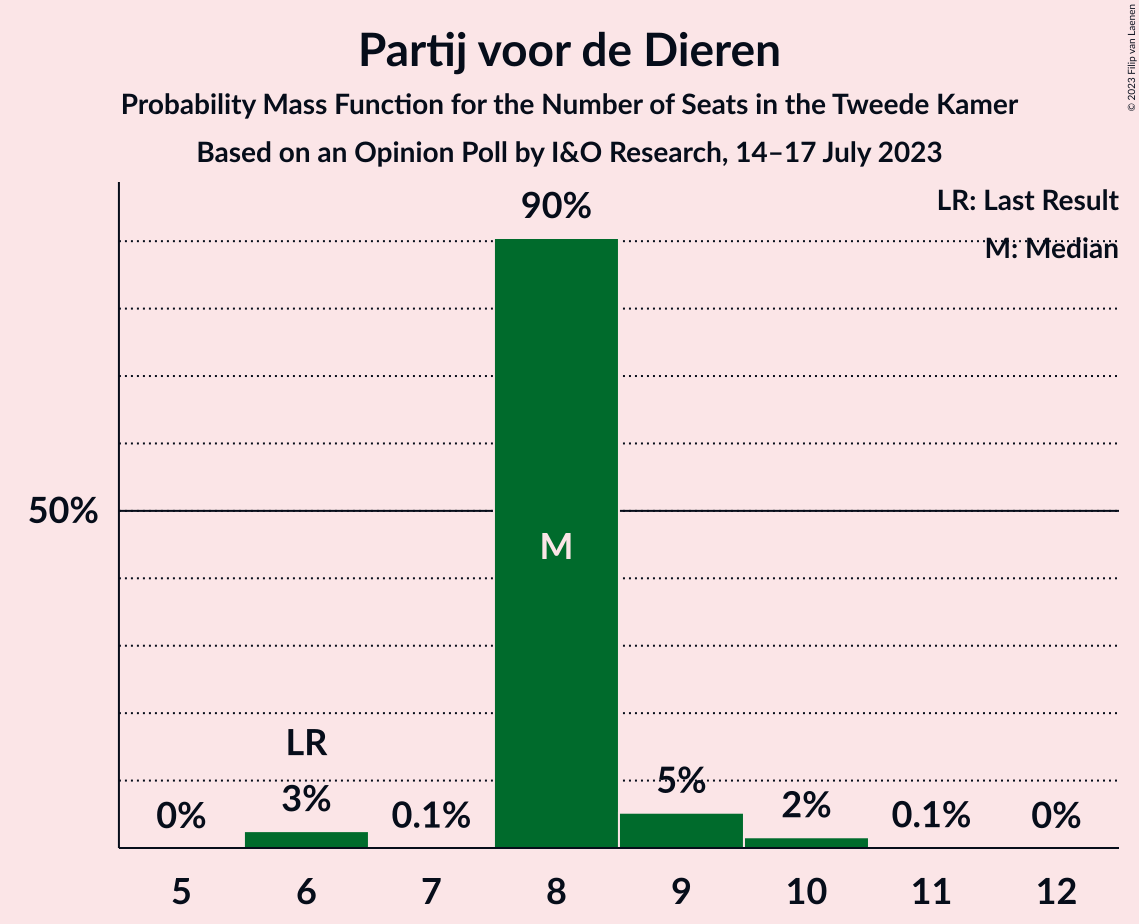 Partij voor de Dieren
Probability Mass Function for the Number of Seats in the Tweede Kamer
Based on an Opinion Poll by I&O Research, 14–17 July 2023
© 2023 Filip van Laenen
LR: Last Result
M: Median
90%
50%
M
LR
0%
3%
0.1%
5%
2%
0.1%
0%
5 6 7 8 9 10 11 12